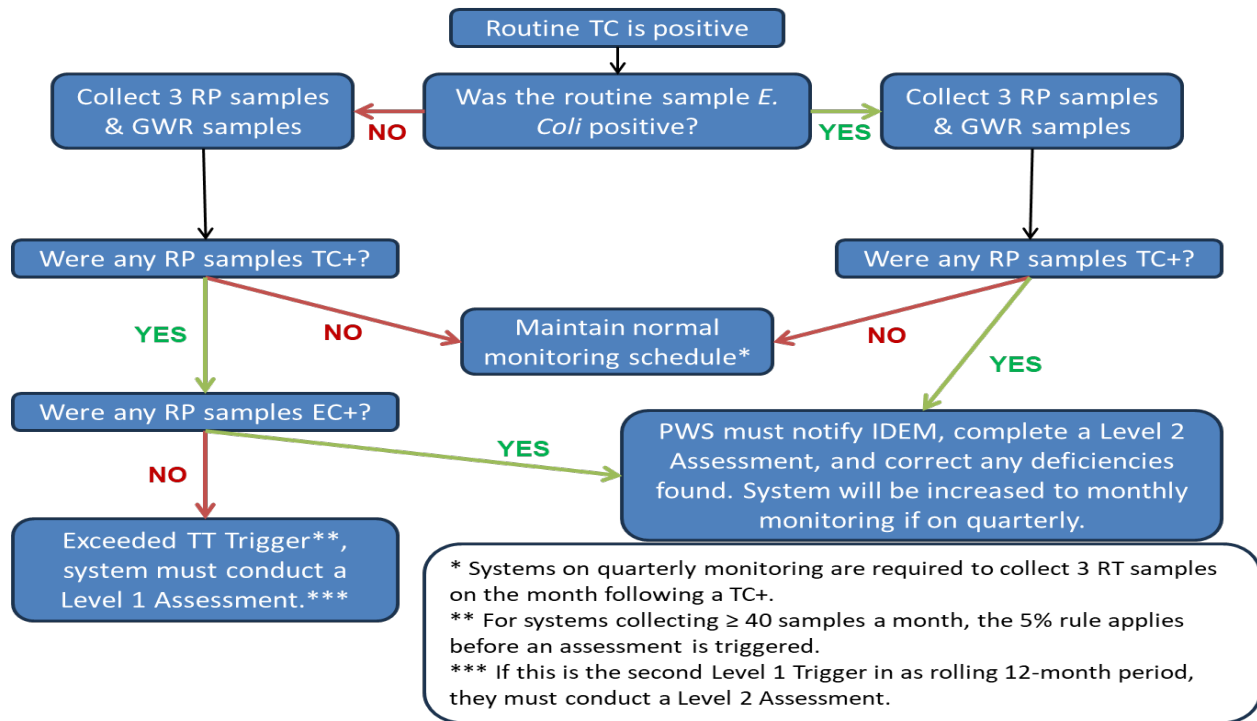 Routine TC is positive
Collect 3 RP samples
& GWR samples
NO
Was the routine sample E.
Coli positive?
YES
Collect 3 RP samples
& GWR samples
Were any RP samples TC+?
Were any RP samples TC+?
YES
NO
Maintain normal
monitoring schedule*
NO
YES
Were any RP samples EC+?
NO
YES
PWS must notify IDEM, complete a Level 2
Assessment, and correct any deficiencies
found. System will be increased to monthly
monitoring if on quarterly.
Exceeded TT Trigger**,
system must conduct a
Level 1 Assessment.***
* Systems on quarterly monitoring are required to collect 3 RT samples
on the month following a TC+.
** For systems collecting ≥ 40 samples a month, the 5% rule applies
before an assessment is triggered.
*** If this is the second Level 1 Trigger in as rolling 12-month period,
they must conduct a Level 2 Assessment.